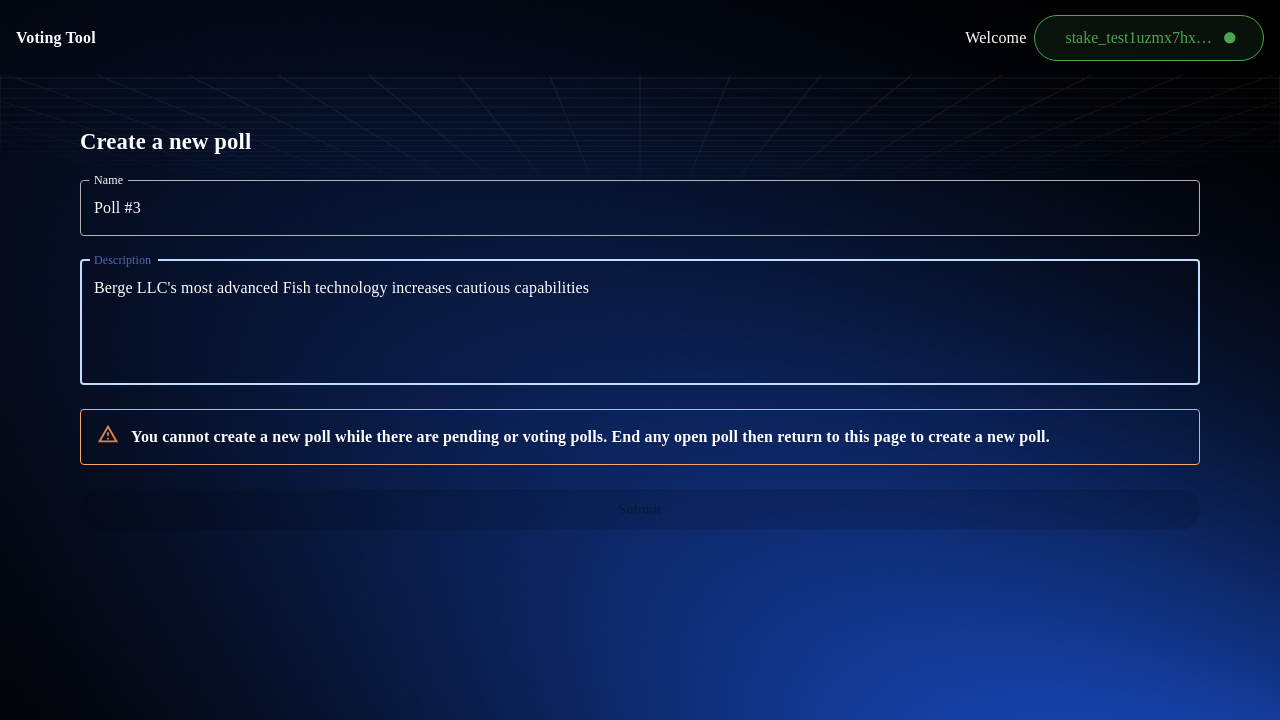 Voting Tool
Welcome
stake_test1uzmx7hx…
Create a new poll
Name
Poll #3
Description
Berge LLC's most advanced Fish technology increases cautious capabilities
You cannot create a new poll while there are pending or voting polls. End any open poll then return to this page to create a new poll.
Submit